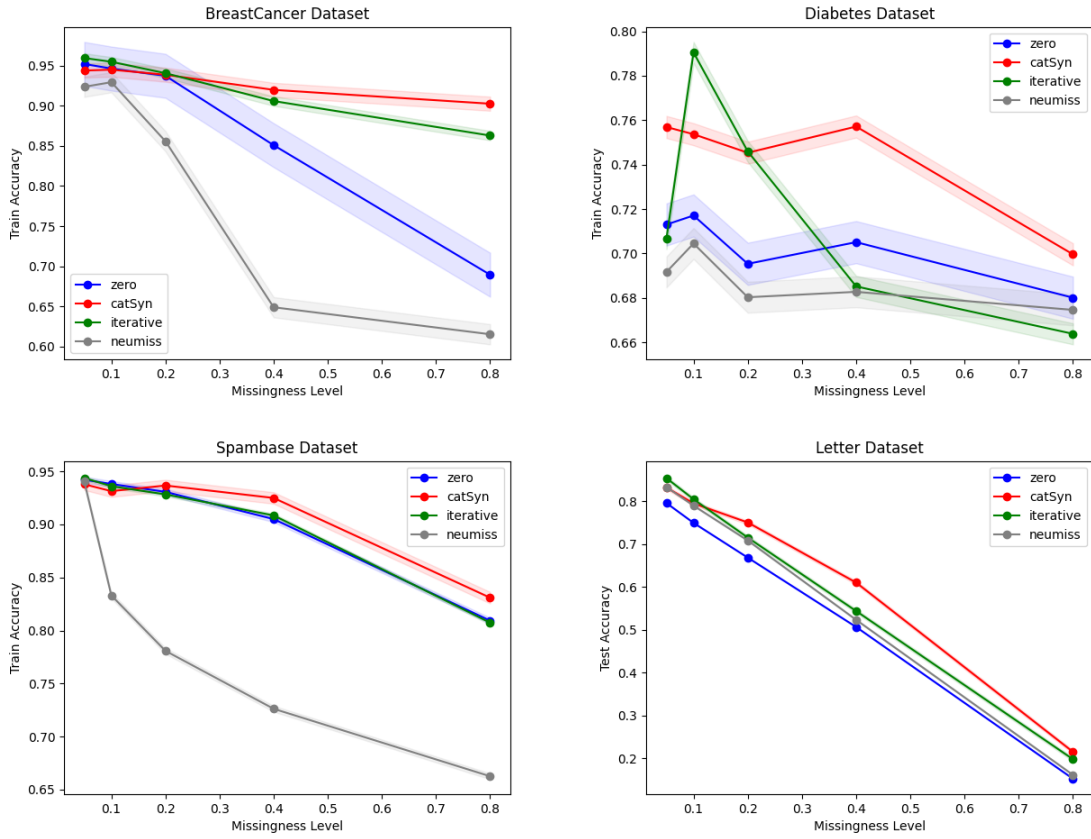 BreastCancer Dataset
Train Accuracy
0.95
0.90
0.85
0.80
0.75
0.70
0.65
0.60
zero
catSyn
iterative
neumiss
0.1 0.2 0.3 0.4 0.5 0.6 0.7 0.8
Missingness Level
Diabetes Dataset
Train Accuracy
0.80
0.78
0.76
0.74
0.72
0.70
0.68
0.66
zero
catSyn
iterative
neumiss
0.1 0.2 0.3 0.4 0.5 0.6 0.7 0.8
Missingness Level
Spambase Dataset
Train Accuracy
0.95
0.90
0.85
0.80
0.75
0.70
0.65
zero
catSyn
iterative
neumiss
0.1 0.2 0.3 0.4 0.5 0.6 0.7 0.8
Missingness Level
Letter Dataset
Test Accuracy
0.8
0.7
0.6
0.5
0.4
0.3
0.2
zero
catSyn
iterative
neumiss
0.1 0.2 0.3 0.4 0.5 0.6 0.7 0.8
Missingness Level